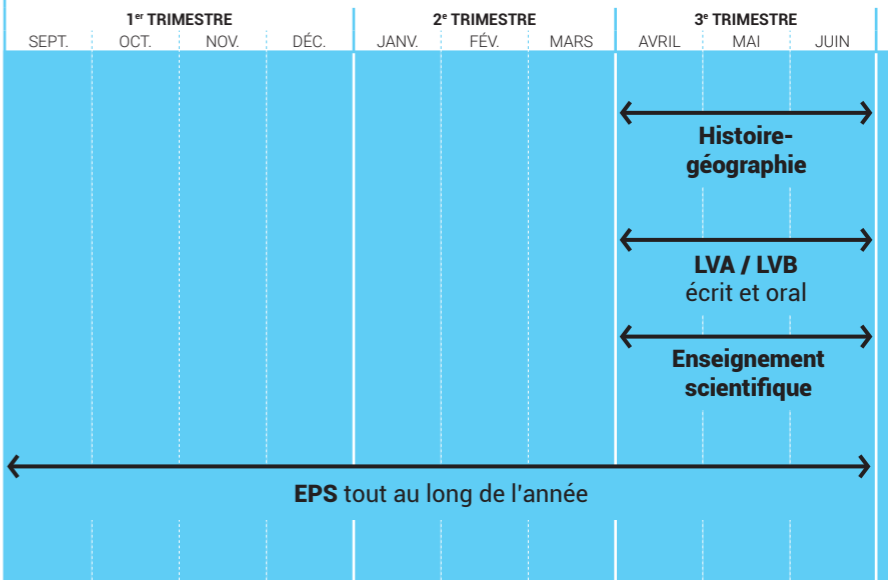 1er TRIMESTRE 2e TRIMESTRE 3e TRIMESTRE
SEPT. OCT. NOV. DÉC. JANV. FÉV. MARS AVRIL MAI JUIN
Histoire-
géographie
LVA / LVB
écrit et oral
Enseignement
scientifique
EPS tout au long de l'année